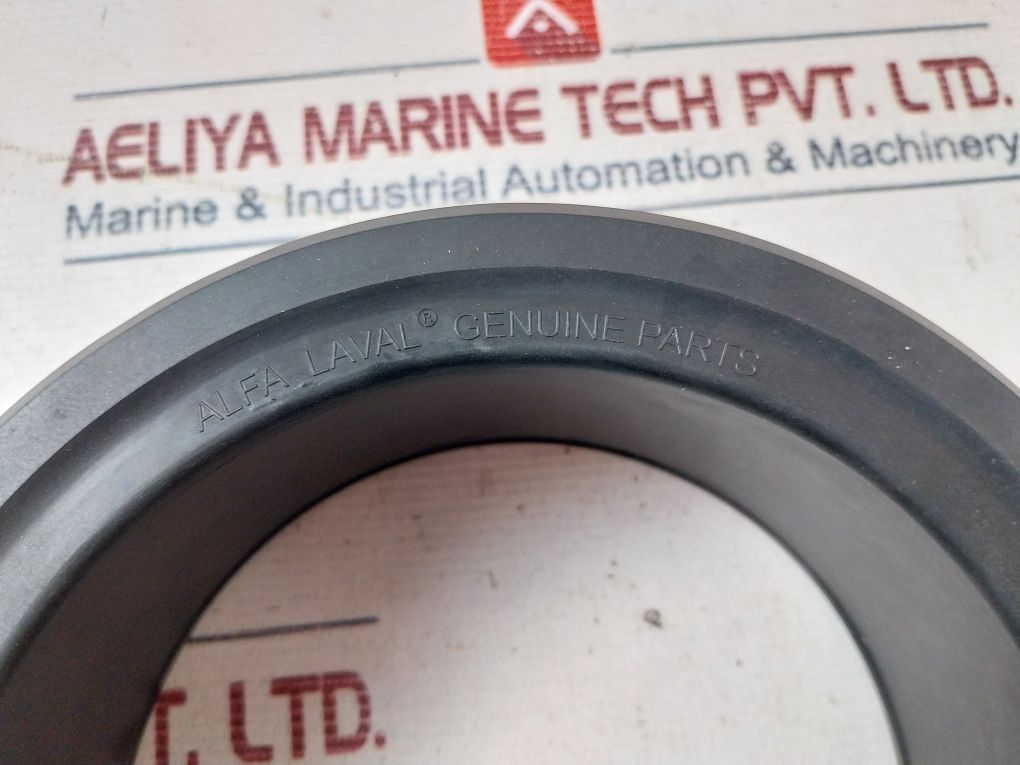 AELIYA MARINE TECH PVT. LTD.
Marine & Industrial Automation & Machinery
ALFA LAVAL® GENUINE PARTS
T. LTD.